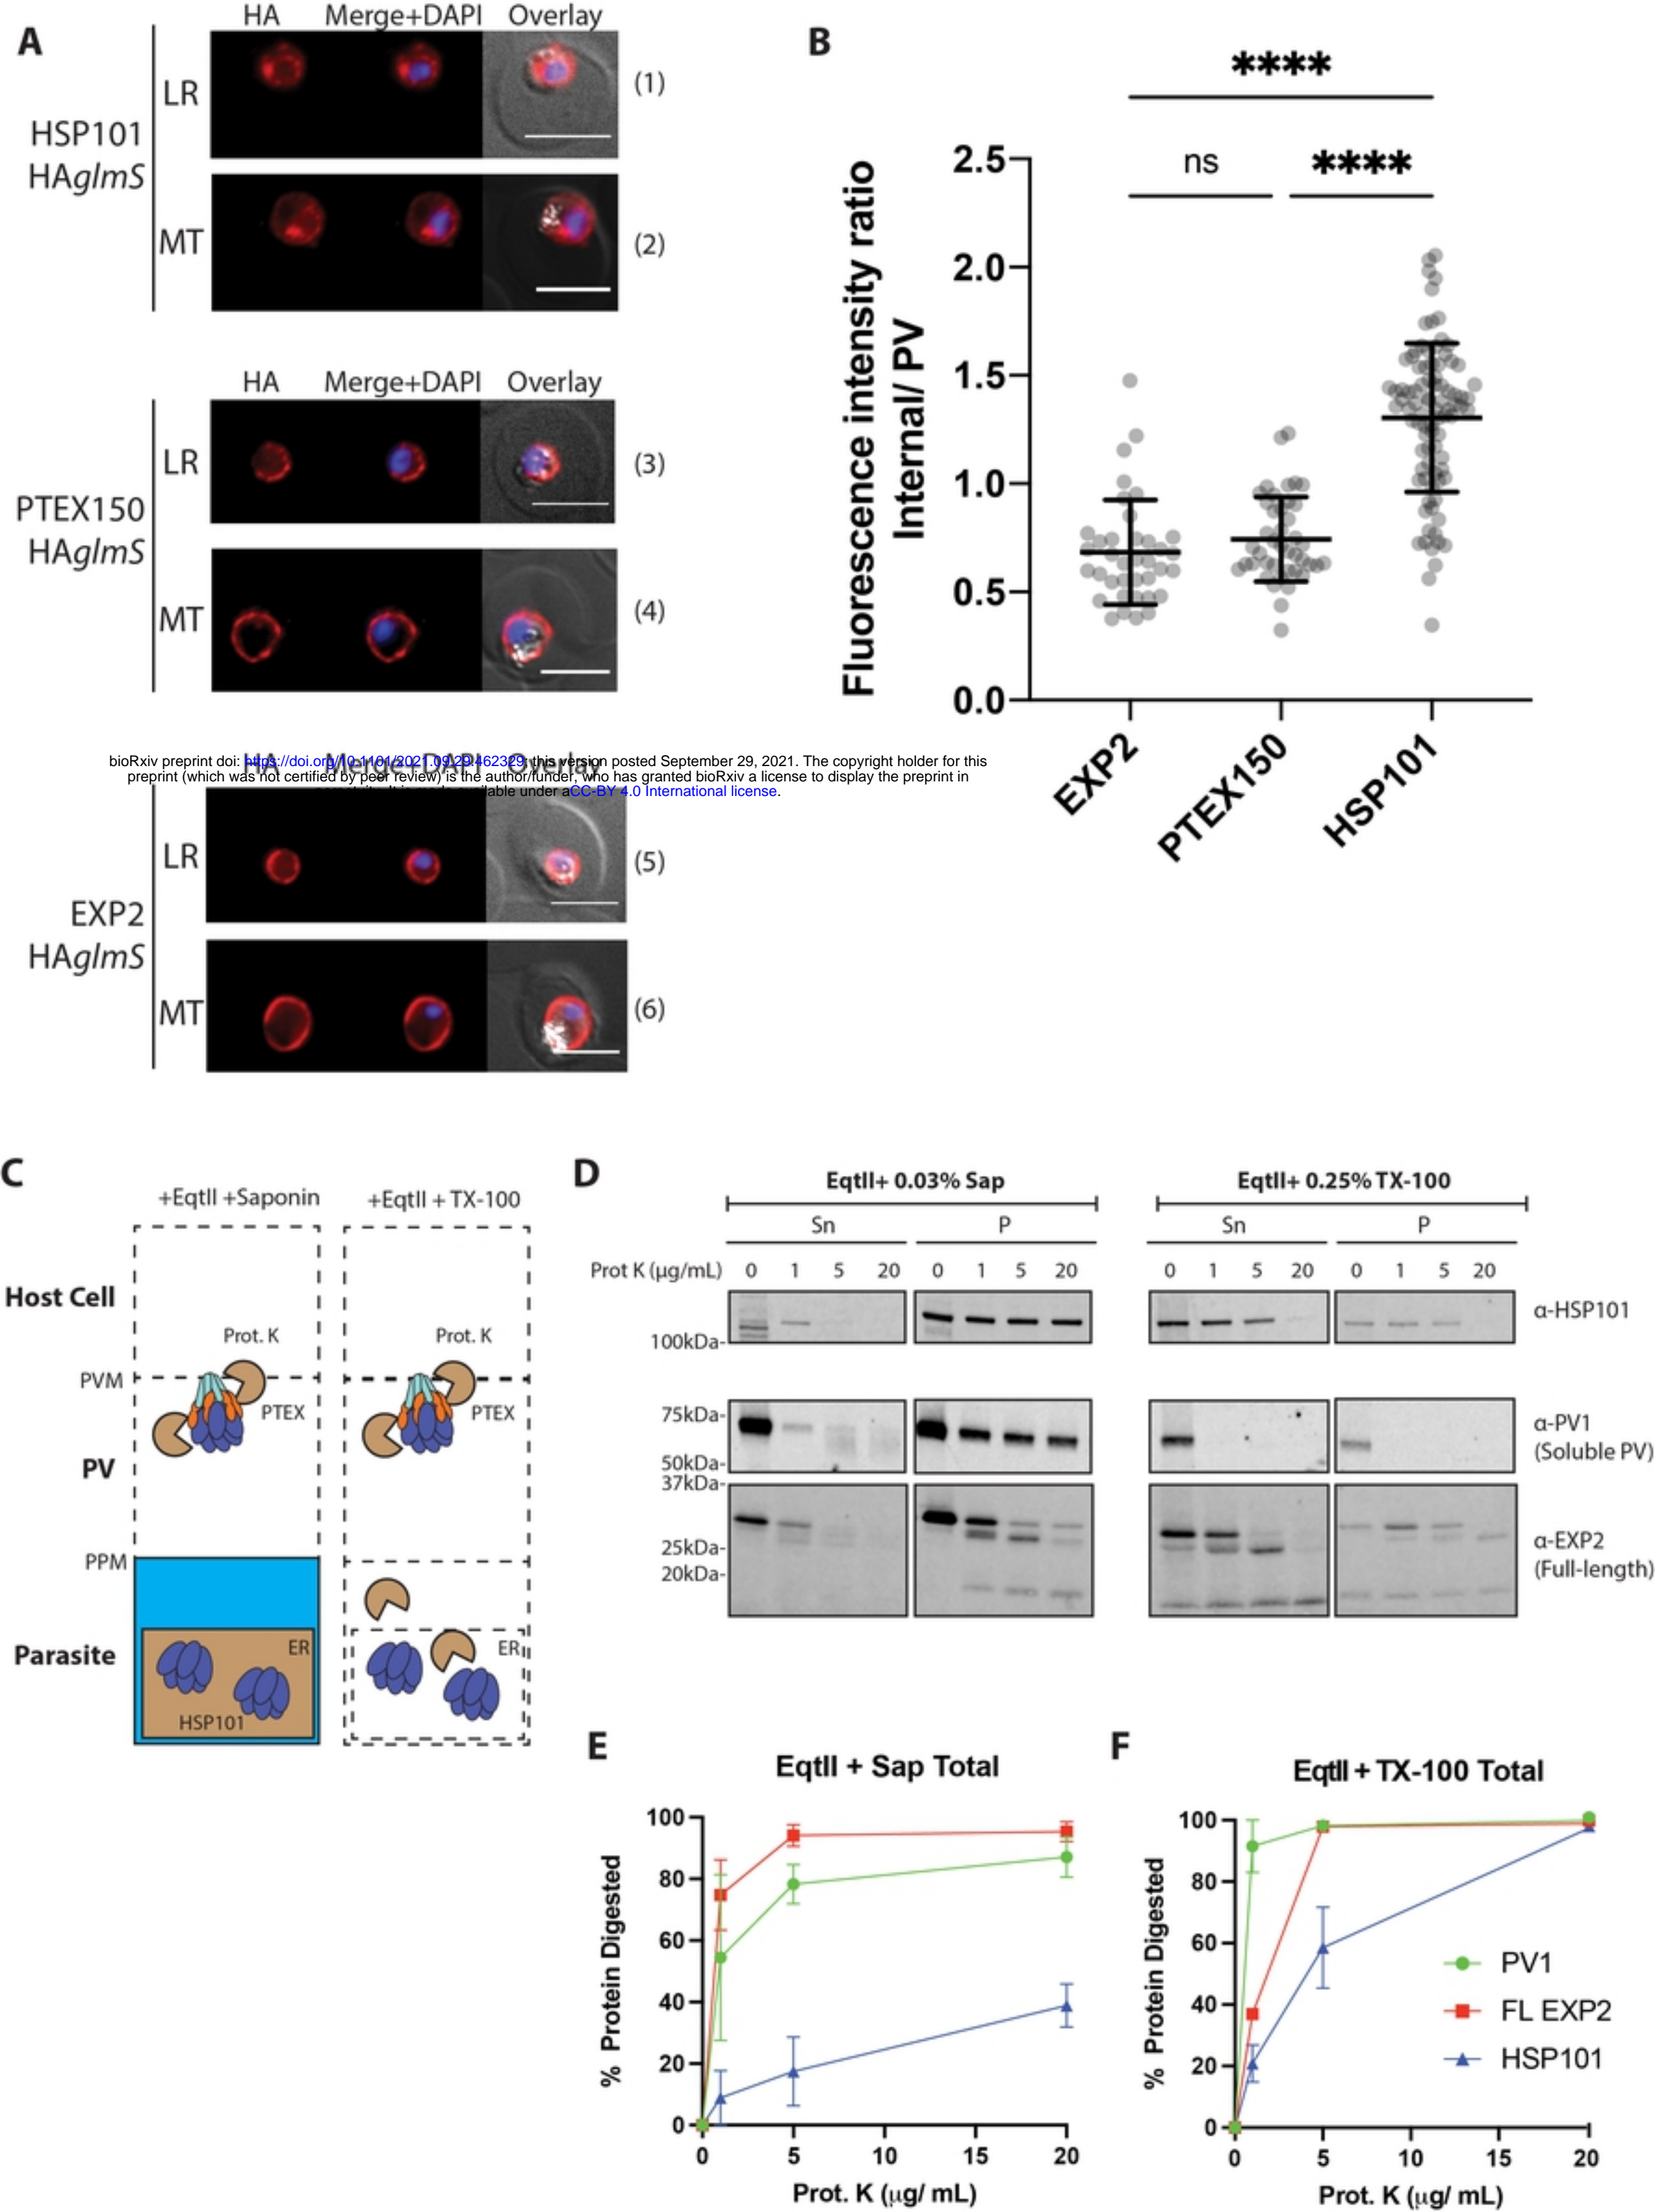 A
HA Merge+DAPI Overlay
HSP101
HAglmS
LR
(1)
MT
(2)
HA Merge+DAPI Overlay
PTEX150
HAglmS
LR
(3)
MT
(4)
HA Merge+DAPI Overlay
bioRxiv preprint doi: https://doi.org/10.1101/2021.09.29.462329; this version posted September 29, 2021. The copyright holder for this
preprint (which was not certified by peer review) is the author/funder, who has granted bioRxiv a license to display the preprint in
available under aCC-BY 4.0 International license.
EXP2
HAglmS
LR
(5)
MT
(6)
B
****
ns ****
Fluorescence intensity ratio
Internal/ PV
2.5
2.0
1.5
1.0
0.5
0.0
EXP2
PTEX150
HSP101
C
+EqtII +Saponin +EqtII + TX-100
Host Cell
Prot. K Prot. K
PVM
PTEX PTEX
PV
PPM
Parasite
ER ER
HSP101
D
EqtII+ 0.03% Sap EqtII+ 0.25% TX-100
Sn P Sn P
Prot K (μg/mL) 0 1 5 20 0 1 5 20 0 1 5 20 0 1 5 20
α-HSP101
100kDa-
75kDa-
α-PV1
(Soluble PV)
50kDa-
37kDa-
25kDa-
α-EXP2
(Full-length)
20kDa-
E
EqtII + Sap Total
% Protein Digested
100
80
60
40
20
0
0 5 10 15 20
Prot. K (μg/ mL)
F
EqtII + TX-100 Total
% Protein Digested
100
80
60
40
20
0
PV1
FL EXP2
HSP101
0 5 10 15 20
Prot. K (μg/ mL)